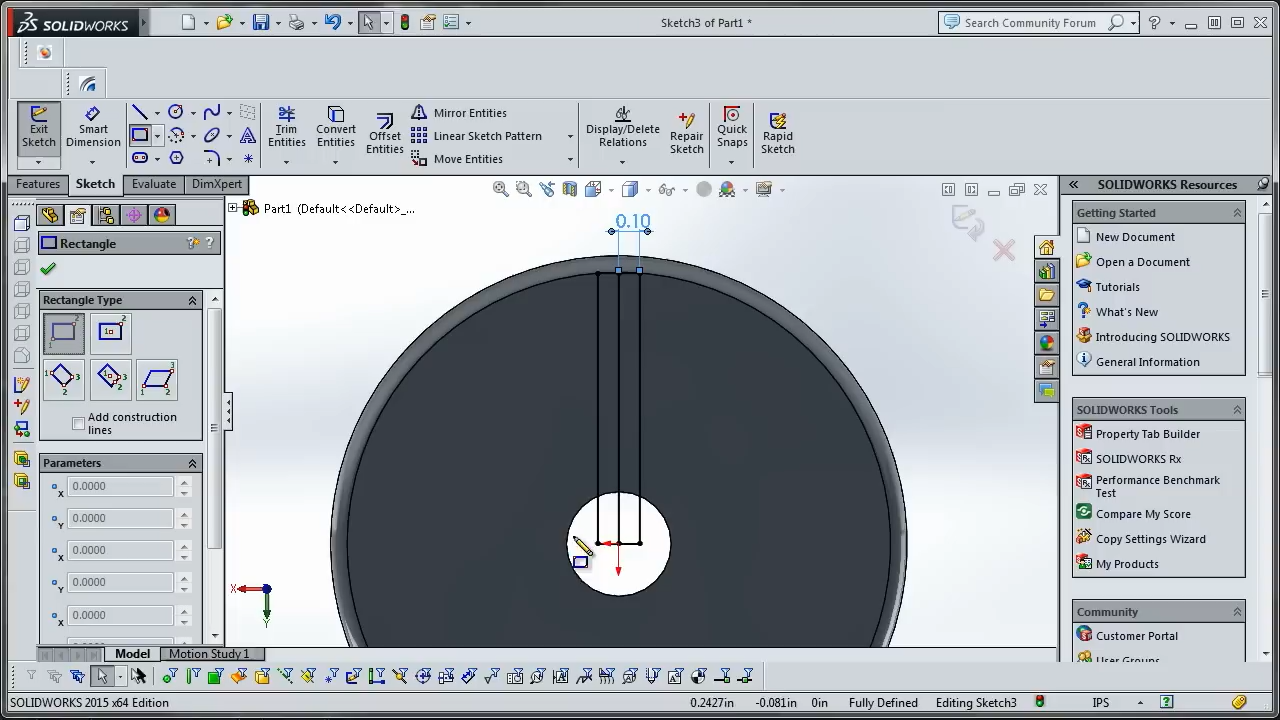 SOLIDWORKS
Sketch3 of Part1 *
Search Community Forum
Exit Sketch
Smart Dimension
Trim Entities
Convert Entities
Offset Entities
Mirror Entities
Linear Sketch Pattern
Move Entities
Display/Delete Relations
Repair Sketch
Quick Snaps
Rapid Sketch
Features
Sketch
Evaluate
DimXpert
SOLIDWORKS Resources
Part1 (Default<<Default>_...
Rectangle
Rectangle Type
Add construction lines
Parameters
X 0.0000
Y 0.0000
X 0.0000
Y 0.0000
X 0.0000
0.10
X
Y
Getting Started
New Document
Open a Document
Tutorials
What's New
Introducing SOLIDWORKS
General Information
SOLIDWORKS Tools
Property Tab Builder
SOLIDWORKS Rx
Performance Benchmark Test
Compare My Score
Copy Settings Wizard
My Products
Community
Customer Portal
User Groups
Model
Motion Study 1
SOLIDWORKS 2015 x64 Edition
0.2427in
-0.081in
0in
Fully Defined
Editing Sketch3
IPS